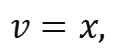 v = x,